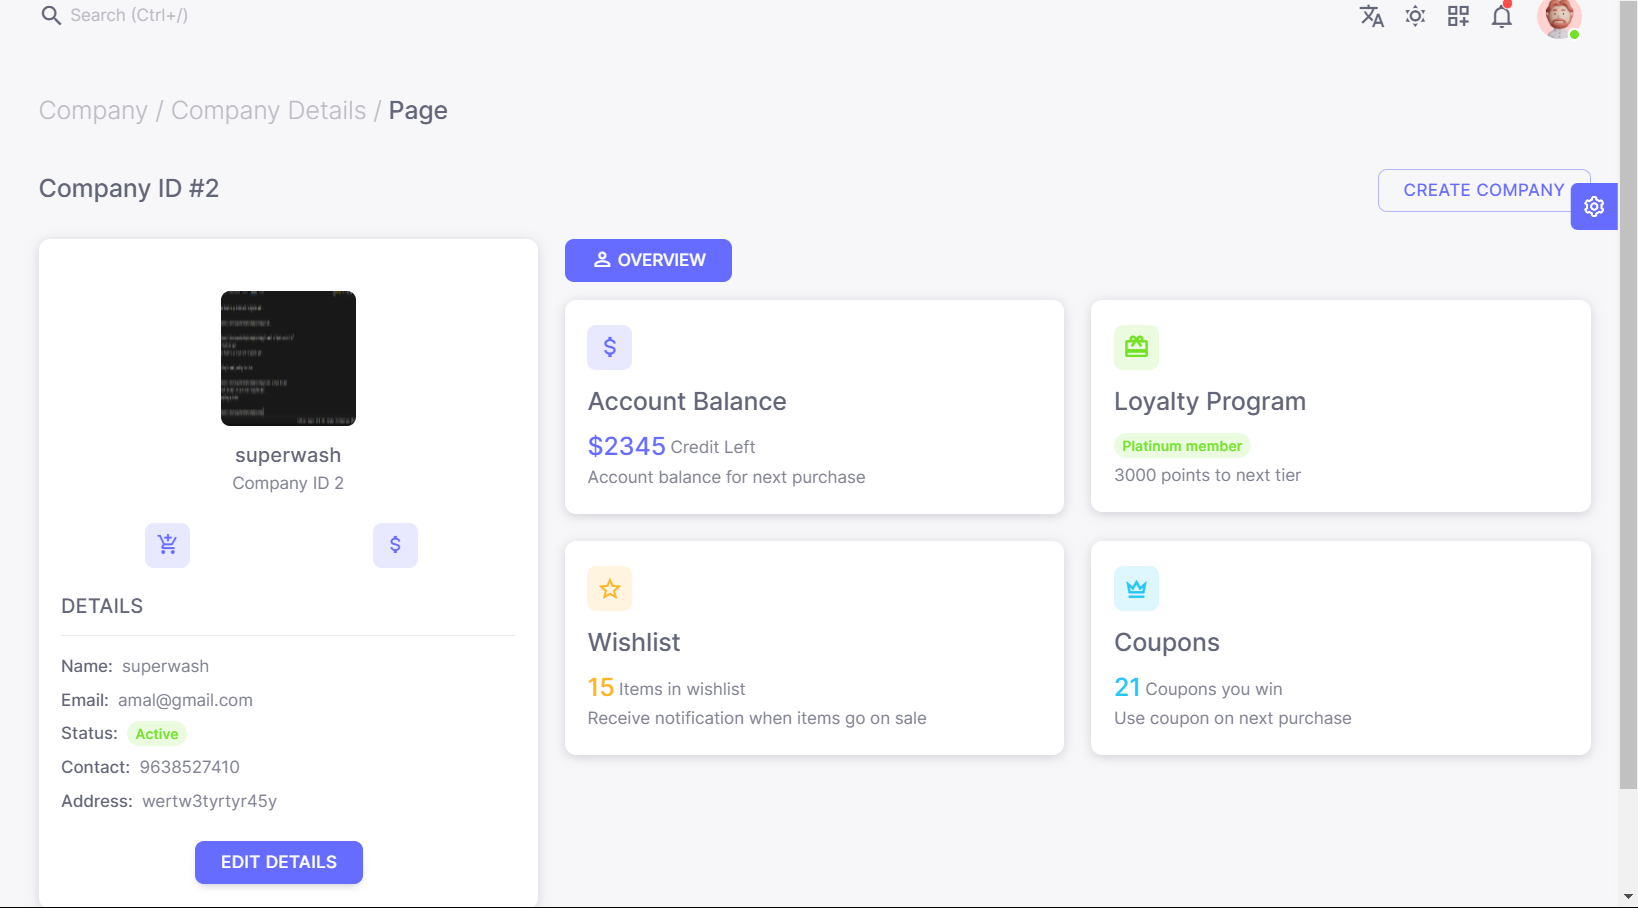 Search (Ctrl+/)
Company / Company Details / Page
Company ID #2
CREATE COMPANY
superwash
Company ID 2
DETAILS
Name: superwash
Email: amal@gmail.com
Status: Active
Contact: 9638527410
Address: wertw3tyrtyr45y
EDIT DETAILS
OVERVIEW
Account Balance
$2345 Credit Left
Account balance for next purchase
Loyalty Program
Platinum member
3000 points to next tier
Wishlist
15 Items in wishlist
Receive notification when items go on sale
Coupons
21 Coupons you win
Use coupon on next purchase